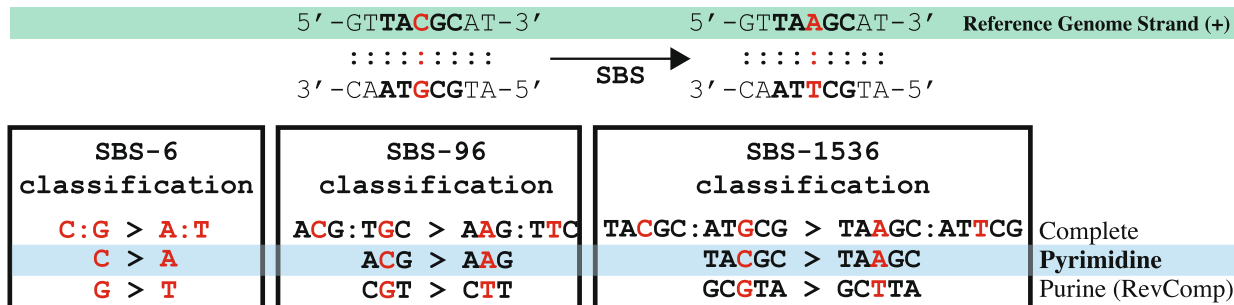 5′-GTTACGCAT-3′ 5′-GTTAAGCAT-3′ Reference Genome Strand (+)
: : : : : : : : : : : : : : : : : :
SBS
3′-CAATGCGTA-5′ 3′-CAATTCGTA-5′
SBS-6 SBS-96 SBS-1536
classification classification classification
C:G > A:T ACG:TGC > AAG:TTC TACGC:ATGCG > TAAGC:ATTCG Complete
C > A ACG > AAG TACGC > TAAGC Pyrimidine
G > T CGT > CTT GCGTA > GCTTA Purine (RevComp)